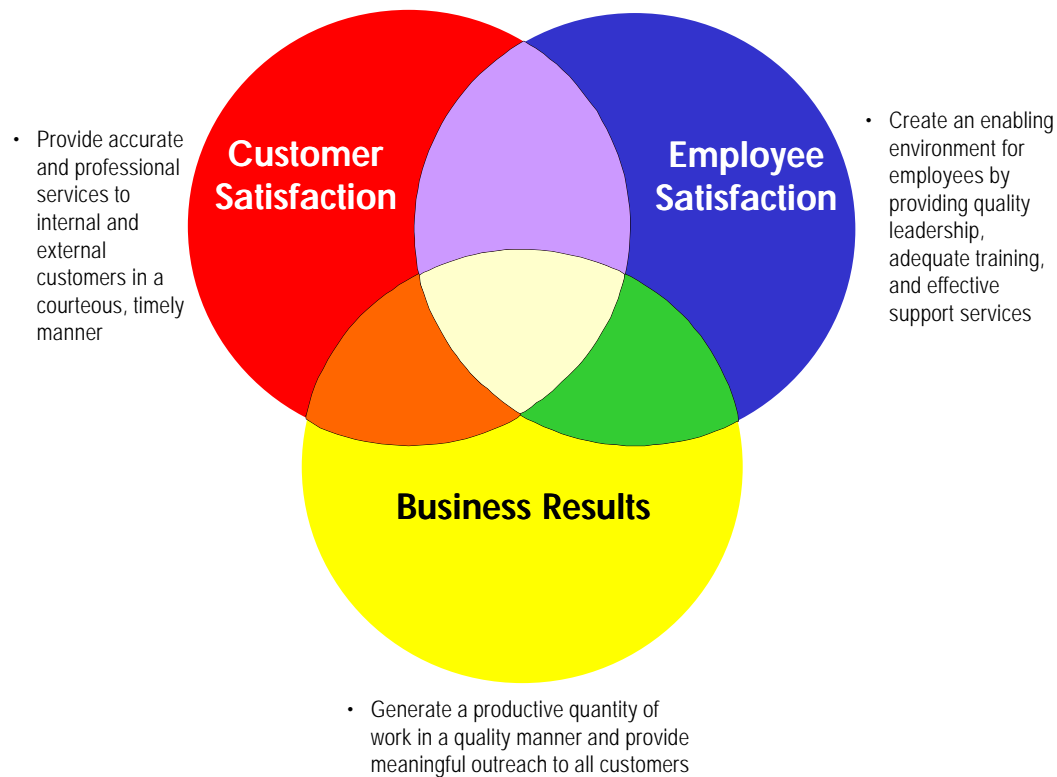 Customer
Satisfaction
Employee
Satisfaction
• Provide accurate
and professional
services to
internal and
external
customers in a
courteous, timely
manner
• Create an enabling
environment for
employees by
providing quality
leadership,
adequate training,
and effective
support services
Business Results
• Generate a productive quantity of
work in a quality manner and provide
meaningful outreach to all customers